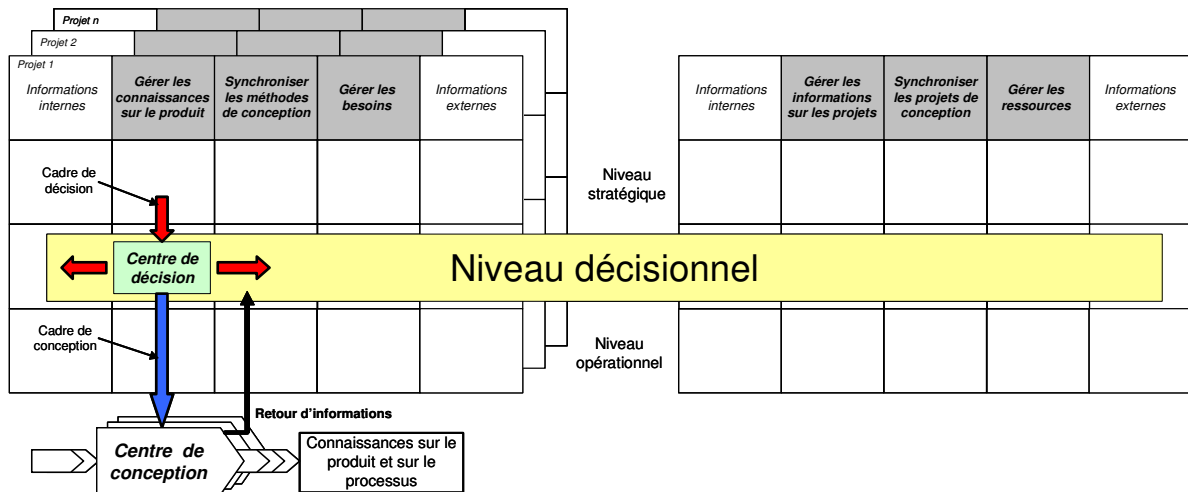 Projet n
Projet 2
Projet 1
Informations
internes
Gérer les
connaissances
sur le produit
Synchroniser
les méthodes
de conception
Gérer les
besoins
Informations
externes
Informations
internes
Gérer les
informations
sur les projets
Synchroniser
les projets de
conception
Gérer les
ressources
Informations
externes
Cadre de
décision
Niveau
stratégique
Centre de
décision
Niveau décisionnel
Cadre de
conception
Niveau
opérationnel
Retour d’informations
Centre de
conception
Connaissances sur le
produit et sur le
processus